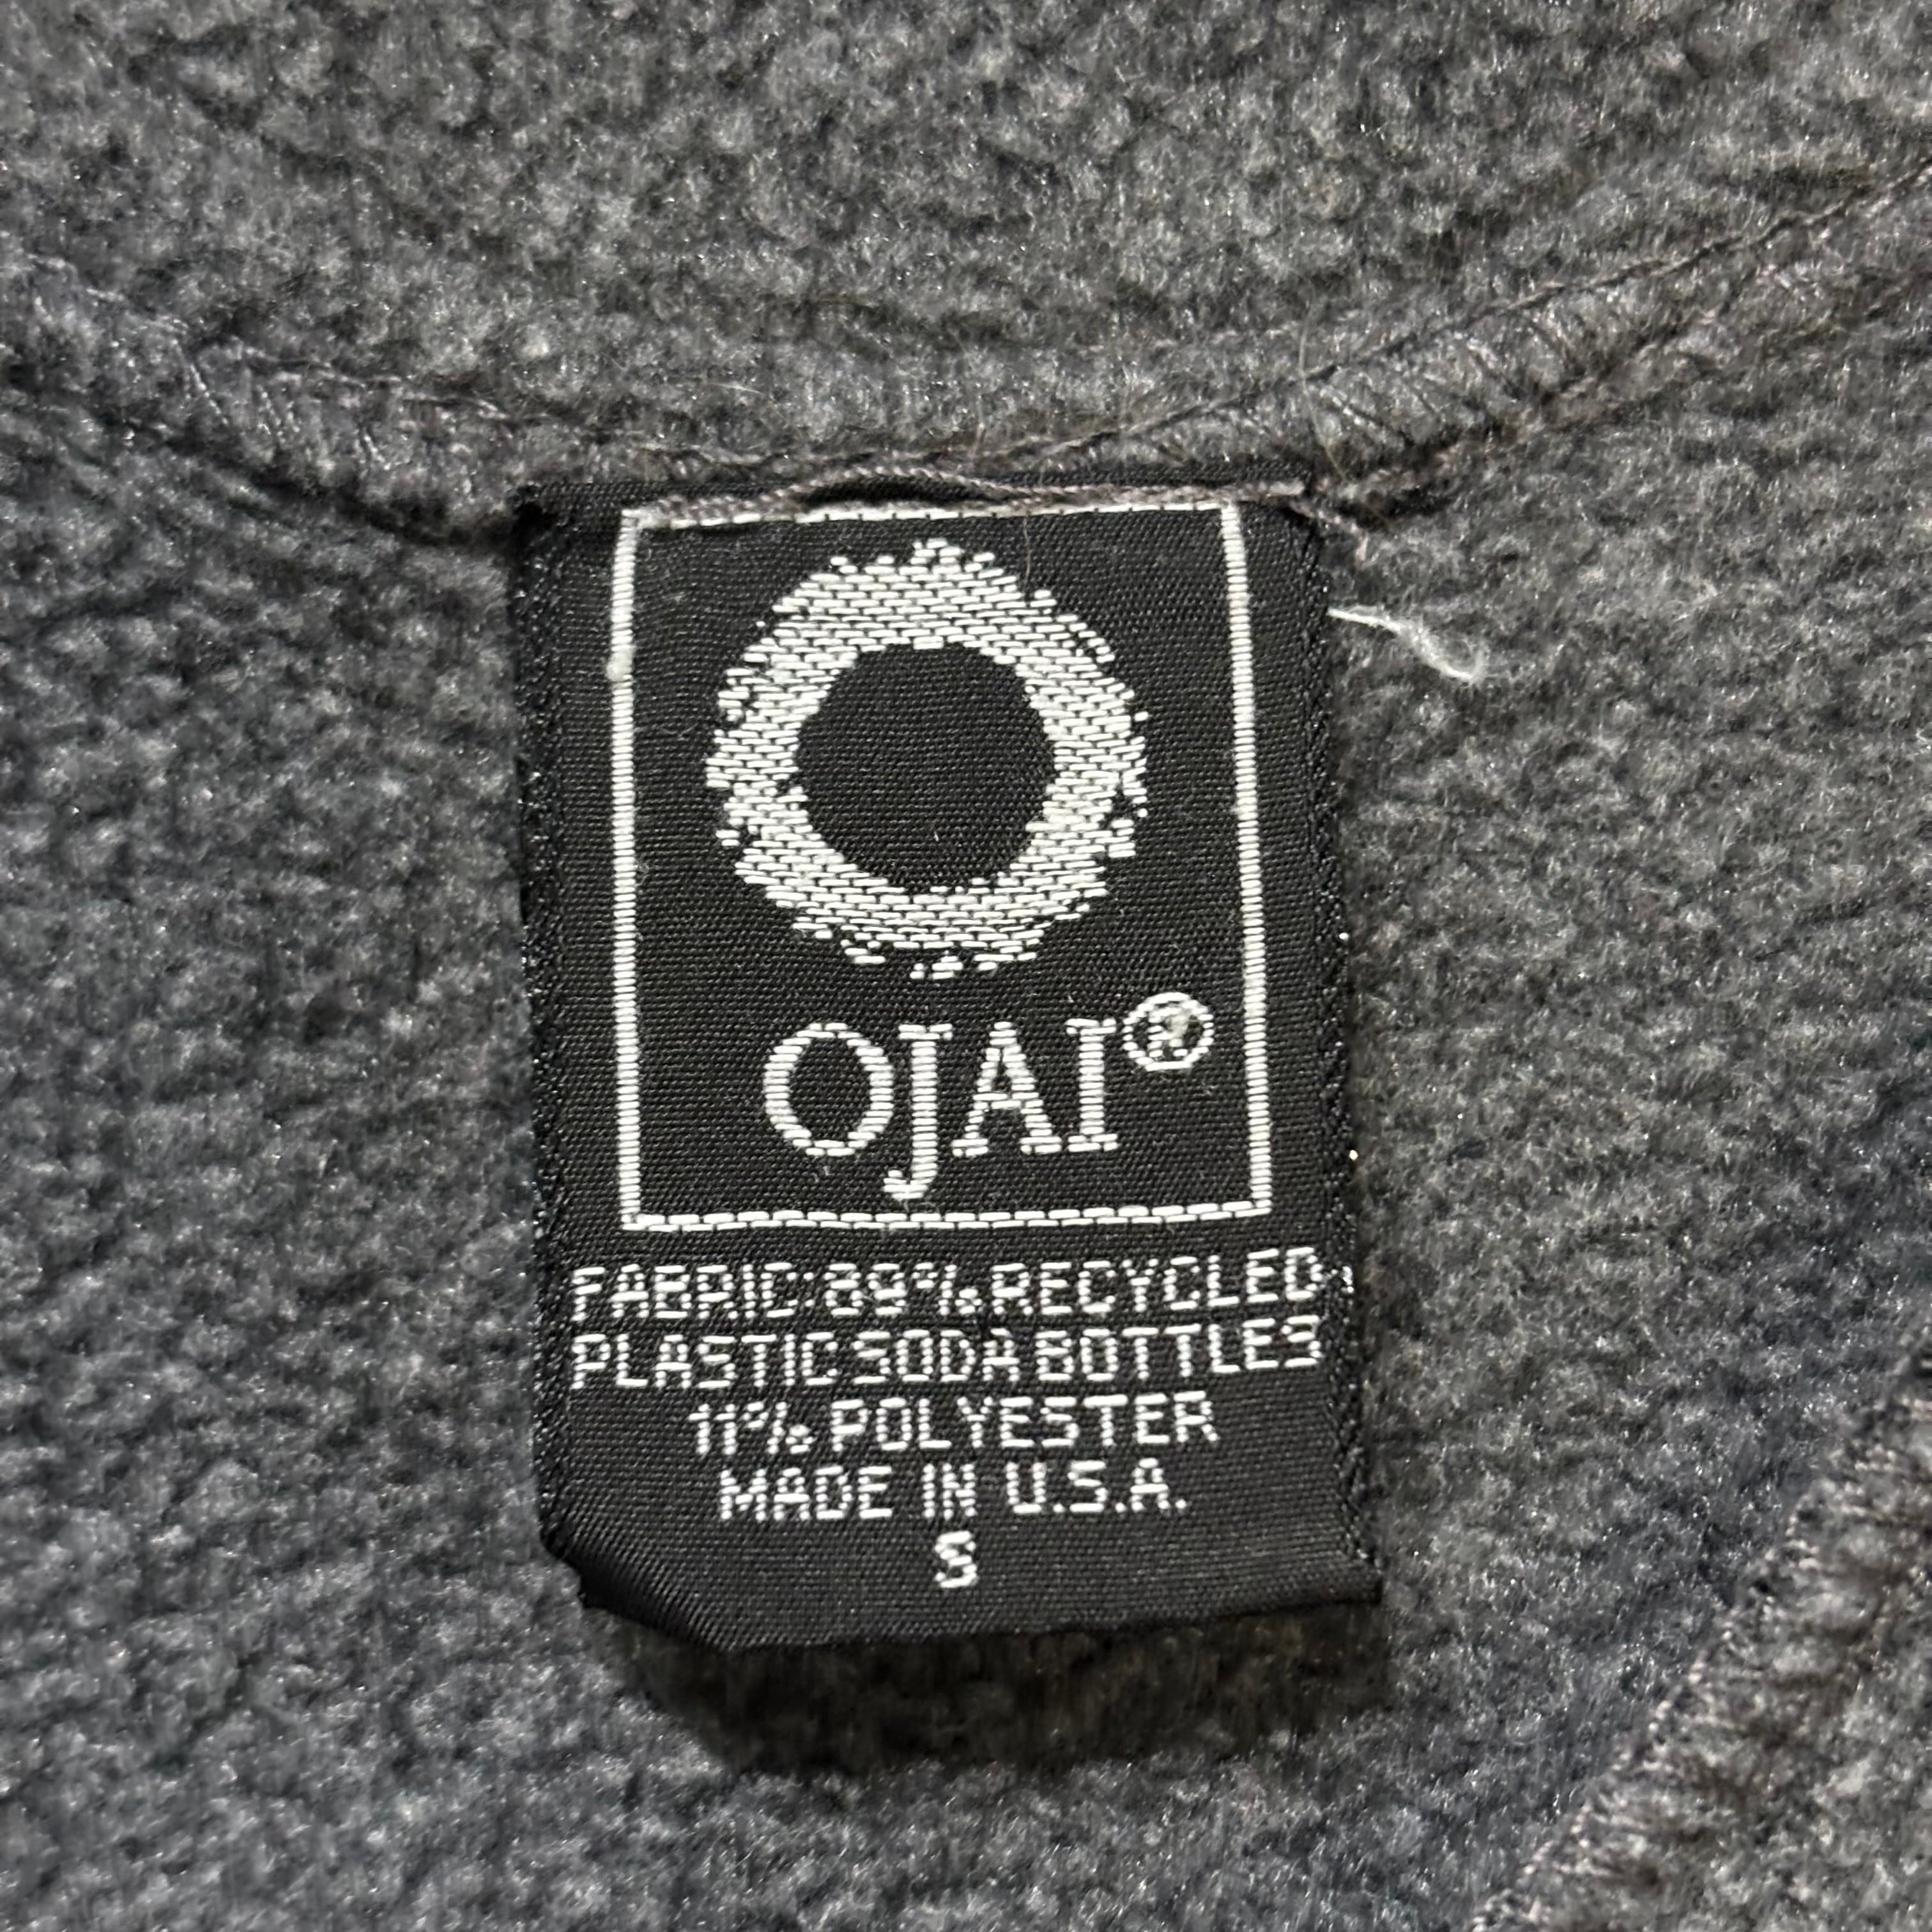 OJAI®
FABRIC: 89% RECYCLED
PLASTIC SODA BOTTLES
11% POLYESTER
MADE IN U.S.A.
S